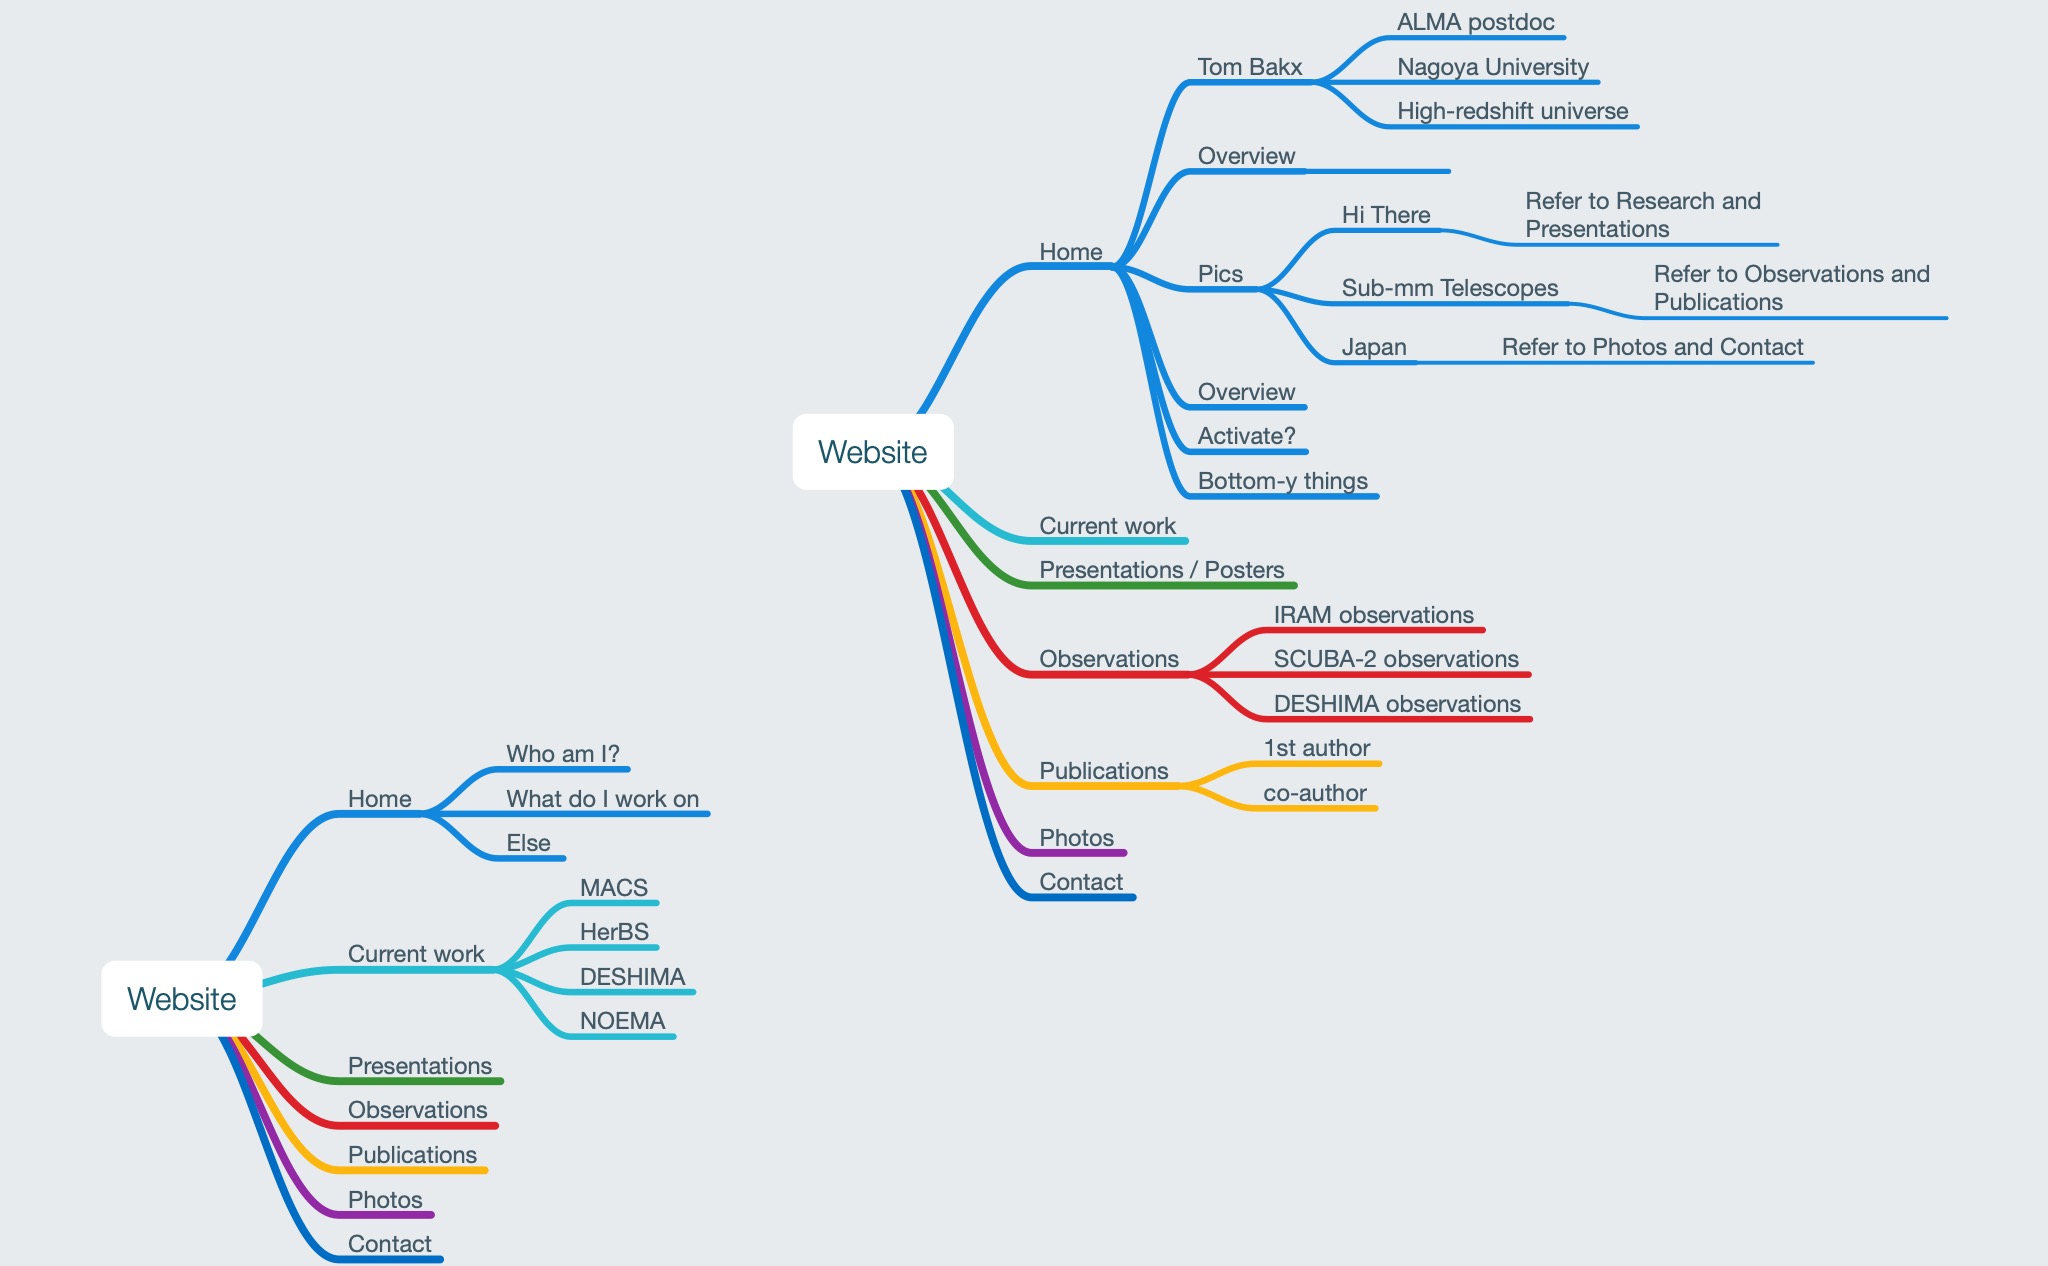 ALMA postdoc
Tom Bakx
Nagoya University
High-redshift universe
Overview
Hi There
Refer to Research and
Presentations
Home
Pics
Sub-mm Telescopes
Refer to Observations and
Publications
Japan
Refer to Photos and Contact
Overview
Activate?
Website
Bottom-y things
Current work
Presentations / Posters
IRAM observations
Observations
SCUBA-2 observations
DESHIMA observations
1st author
Publications
co-author
Photos
Contact
Who am I?
Home
What do I work on
Else
MACS
HerBS
Current work
DESHIMA
Website
NOEMA
Presentations
Observations
Publications
Photos
Contact